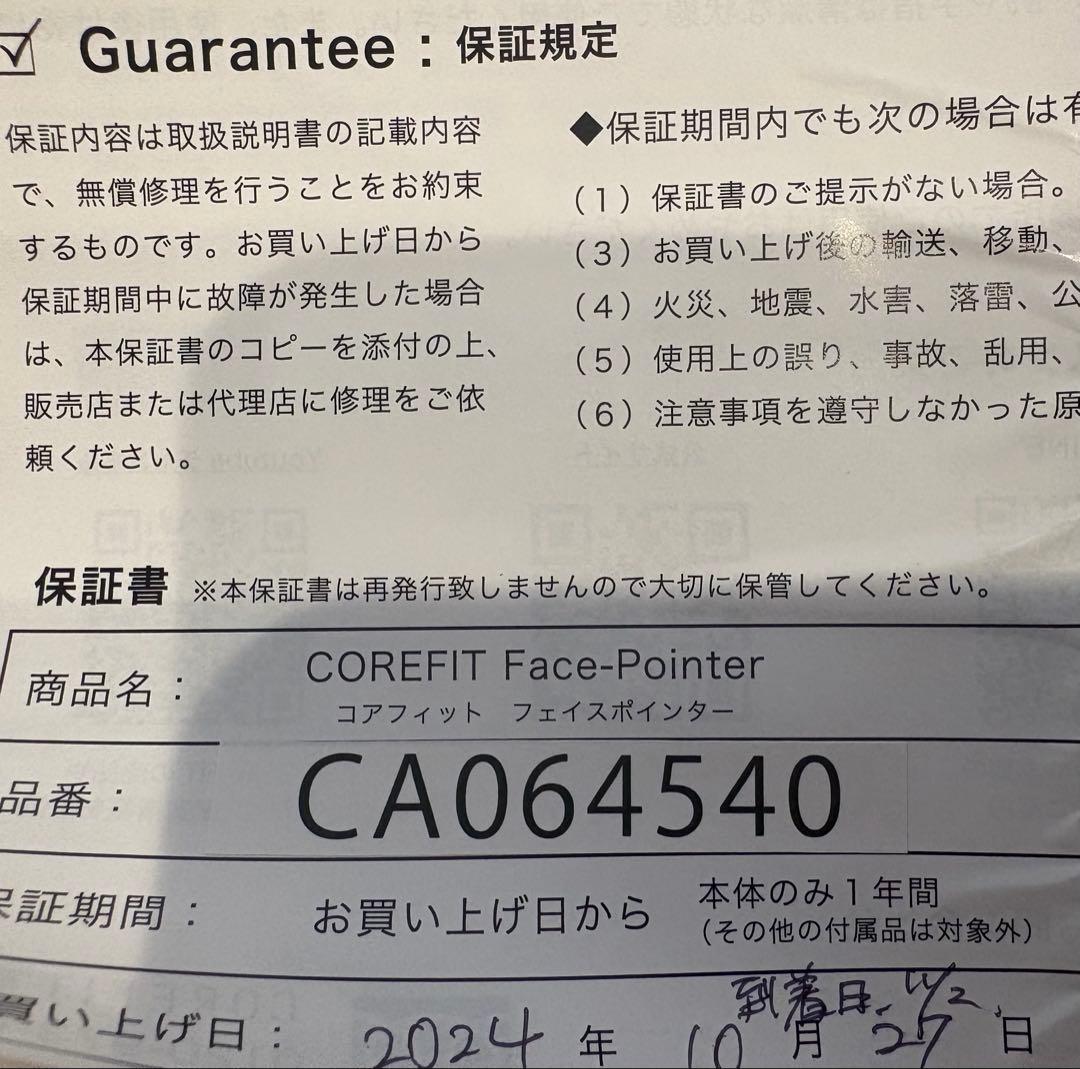 Guarantee：保証規定
保証内容は取扱説明書の記載内容
で、無償修理を行うことをお約束
するものです。お買い上げ日から
保証期間中に故障が発生した場合
は、本保証書のコピーを添付の上、
販売店または代理店に修理をご依
頼ください。
◆保証期間内でも次の場合は有
（1）保証書のご提示がない場合。
（3）お買い上げ後の輸送、移動、
（4）火災、地震、水害、落雷、公
（5）使用上の誤り、事故、乱用、
（6）注意事項を遵守しなかった原
保証書 ※本保証書は再発行致しませんので大切に保管してください。
商品名： COREFIT Face-Pointer
コアフィット フェイスポインター
品番： CA064540
保証期間： お買い上げ日から 本体のみ1年間
（その他の付属品は対象外）
到着日、11/2
買い上げ日： 2024 年 10 月 27 日